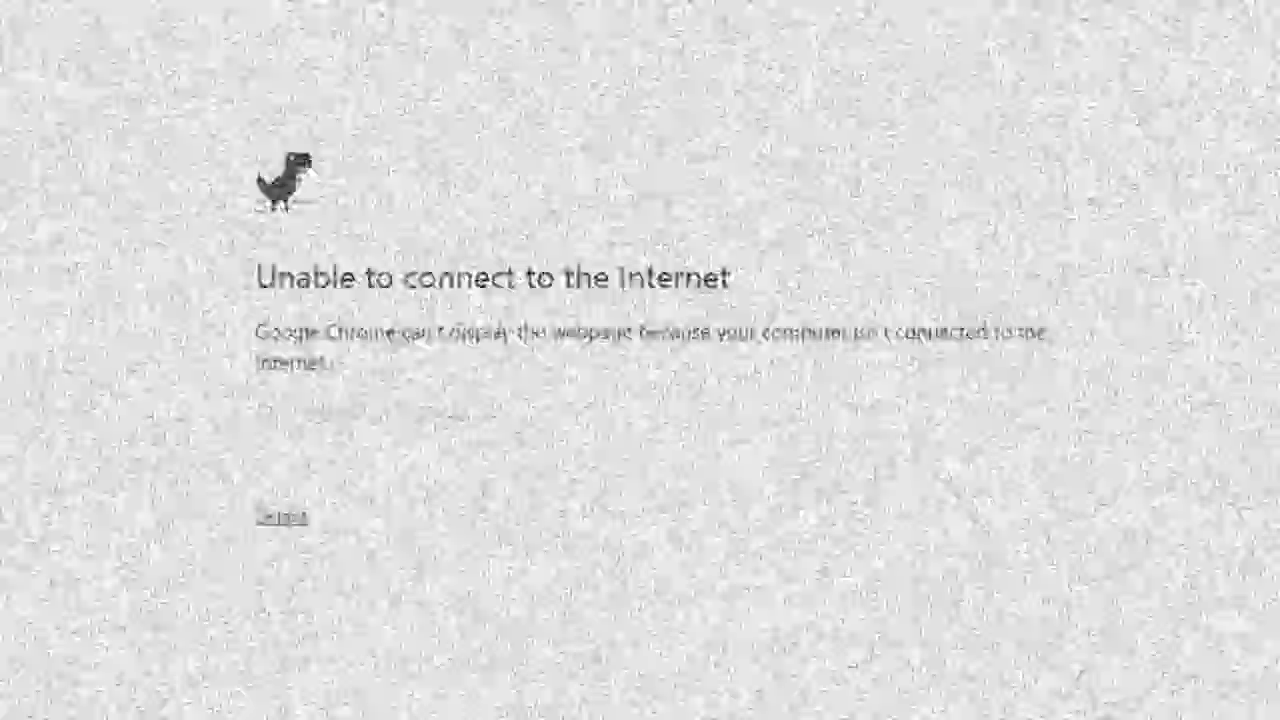 Unable to connect to the Internet
Google Chrome can't display the webpage because your computer isn't connected to the
Internet.